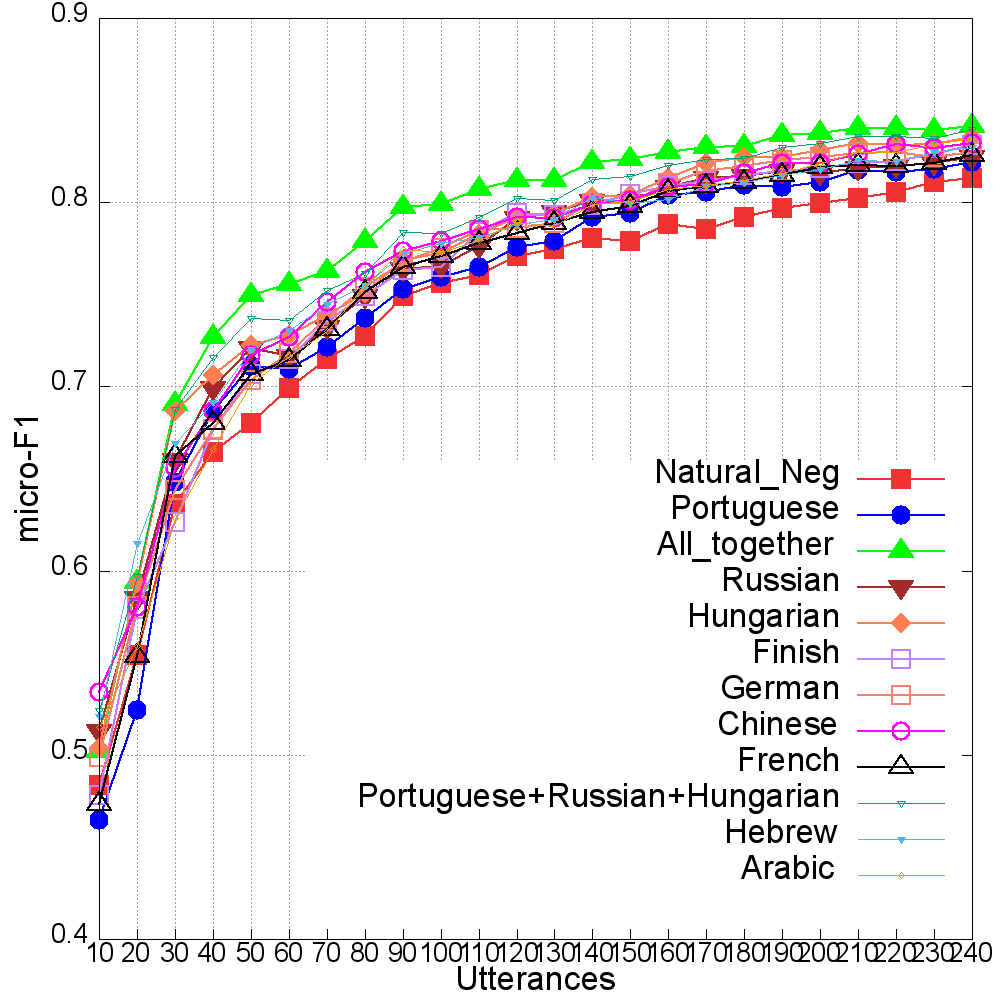 0.9
0.8
0.7
0.6
0.5
0.4
micro-F1
Natural_Neg
Portuguese
All_together
Russian
Hungarian
Finish
German
Chinese
French
Portuguese+Russian+Hungarian
Hebrew
Arabic
10 20 30 40 50 60 70 80 90 100 110 120 130 140 150 160 170 180 190 200 210 220 230 240
Utterances